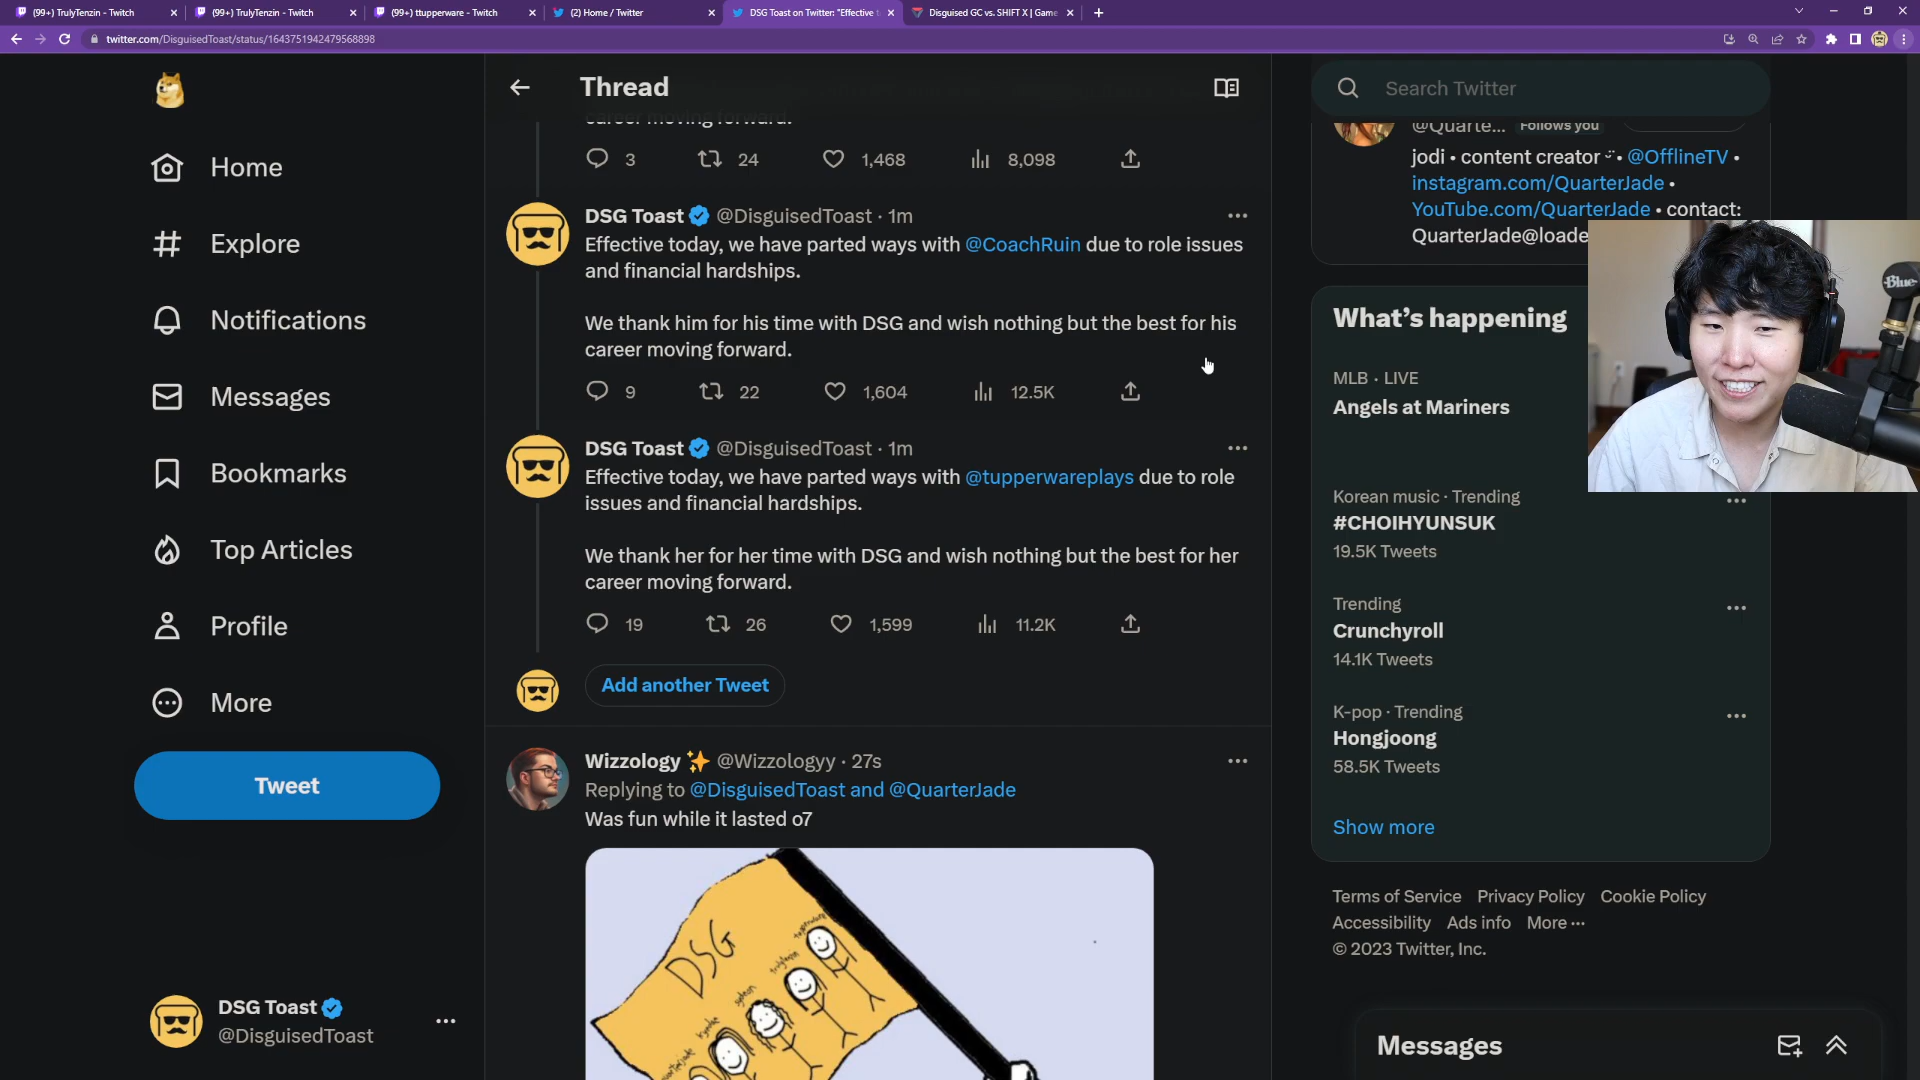 (99+) TrulyTenzin - Twitch
(99+) TrulyTenzin - Twitch
(99+) ttupperware - Twitch
(2) Home / Twitter
DSG Toast on Twitter: "Effective t
Disguised GC vs. SHIFT X | Game
twitter.com/DisguisedToast/status/1643751942479568898
Home
Explore
Notifications
Messages
Bookmarks
Top Articles
Profile
More
Tweet
DSG Toast
@DisguisedToast
Thread
career moving forward.
3 24 1,468 8,098
DSG Toast @DisguisedToast · 1m
Effective today, we have parted ways with @CoachRuin due to role issues
and financial hardships.
We thank him for his time with DSG and wish nothing but the best for his
career moving forward.
9 22 1,604 12.5K
DSG Toast @DisguisedToast · 1m
Effective today, we have parted ways with @tupperwareplays due to role
issues and financial hardships.
We thank her for her time with DSG and wish nothing but the best for her
career moving forward.
19 26 1,599 11.2K
Add another Tweet
Wizzology ✨ @Wizzologyy · 27s
Replying to @DisguisedToast and @QuarterJade
Was fun while it lasted o7
DSG
Search Twitter
@Quarte... Follows you
jodi • content creator • @OfflineTV •
instagram.com/QuarterJade •
YouTube.com/QuarterJade • contact:
QuarterJade@loade
Blue
What's happening
MLB · LIVE
Angels at Mariners
Korean music · Trending
#CHOIHYUNSUK
19.5K Tweets
Trending
Crunchyroll
14.1K Tweets
K-pop · Trending
Hongjoong
58.5K Tweets
Show more
Terms of Service Privacy Policy Cookie Policy
Accessibility Ads info More ···
© 2023 Twitter, Inc.
Messages